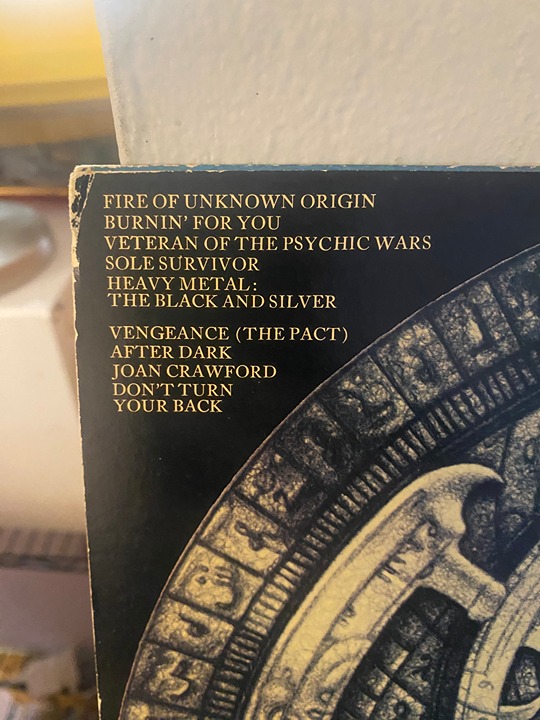 FIRE OF UNKNOWN ORIGIN
BURNIN' FOR YOU
VETERAN OF THE PSYCHIC WARS
SOLE SURVIVOR
HEAVY METAL:
THE BLACK AND SILVER
VENGEANCE (THE PACT)
AFTER DARK
JOAN CRAWFORD
DON'T TURN
YOUR BACK